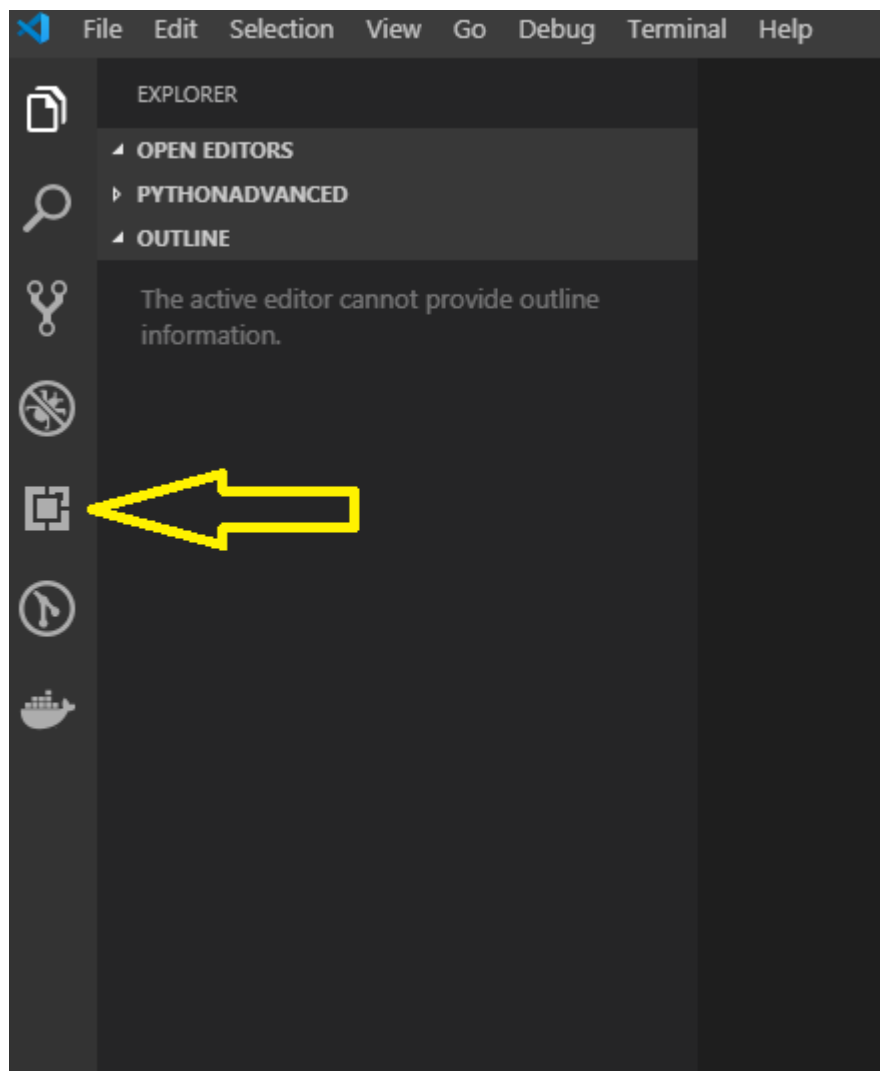 File Edit Selection View Go Debug Terminal Help
EXPLORER
OPEN EDITORS
PYTHONADVANCED
OUTLINE
The active editor cannot provide outline
information.